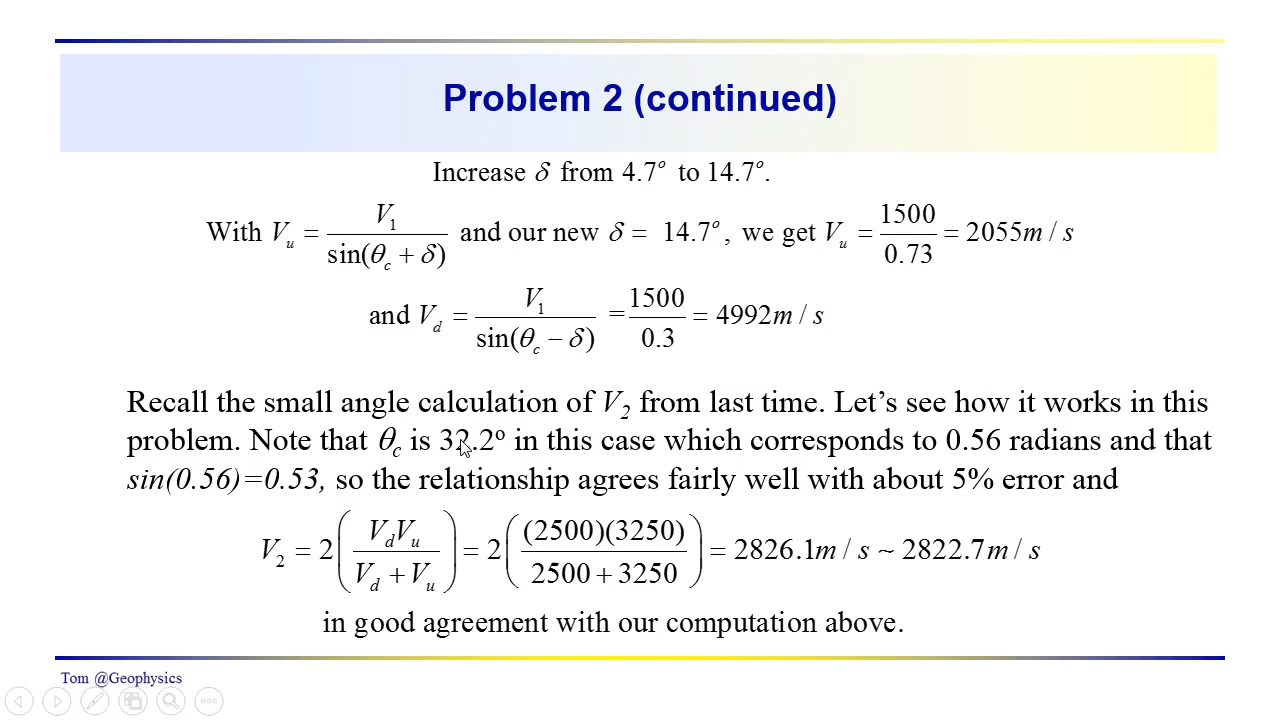 Problem 2 (continued)
Increase δ from 4.7° to 14.7°.
With V_u = V_1 / sin(θ_c + δ) and our new δ = 14.7°, we get V_u = 1500 / 0.73 = 2055m / s
and V_d = V_1 / sin(θ_c − δ) = 1500 / 0.3 = 4992m / s
Recall the small angle calculation of V_2 from last time. Let’s see how it works in this
problem. Note that θ_c is 32.2° in this case which corresponds to 0.56 radians and that
sin(0.56)=0.53, so the relationship agrees fairly well with about 5% error and
V_2 = 2 (V_d V_u / V_d + V_u) = 2 ((2500)(3250) / 2500 + 3250) = 2826.1m / s ~ 2822.7m / s
in good agreement with our computation above.
Tom @Geophysics